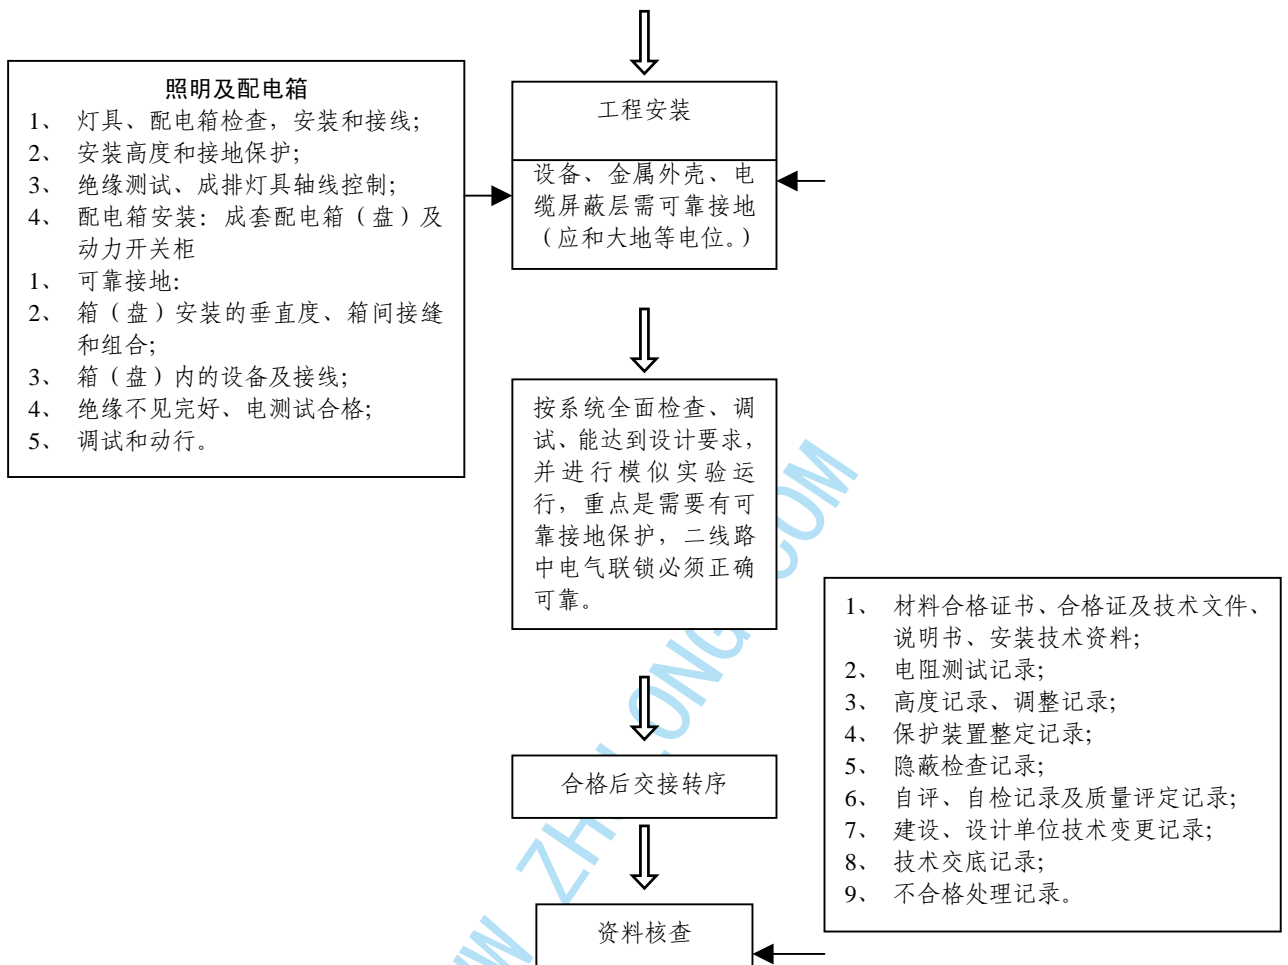 照明及配电箱
1、 灯具、配电箱检查，安装和接线；
2、 安装高度和接地保护；
3、 绝缘测试、成排灯具轴线控制；
4、 配电箱安装：成套配电箱（盘）及
动力开关柜
1、 可靠接地：
2、 箱（盘）安装的垂直度、箱间接缝
和组合；
3、 箱（盘）内的设备及接线；
4、 绝缘不见完好、电测试合格；
5、 调试和动行。
工程安装
设备、金属外壳、电
缆屏蔽层需可靠接地
（应和大地等电位。）
按系统全面检查、调
试、能达到设计要求，
并进行模似实验运
行，重点是需要有可
靠接地保护，二线路
中电气联锁必须正确
可靠。
合格后交接转序
资料核查
1、 材料合格证书、合格证及技术文件、
说明书、安装技术资料；
2、 电阻测试记录；
3、 高度记录、调整记录；
4、 保护装置整定记录；
5、 隐蔽检查记录；
6、 自评、自检记录及质量评定记录；
7、 建设、设计单位技术变更记录；
8、 技术交底记录；
9、 不合格处理记录。